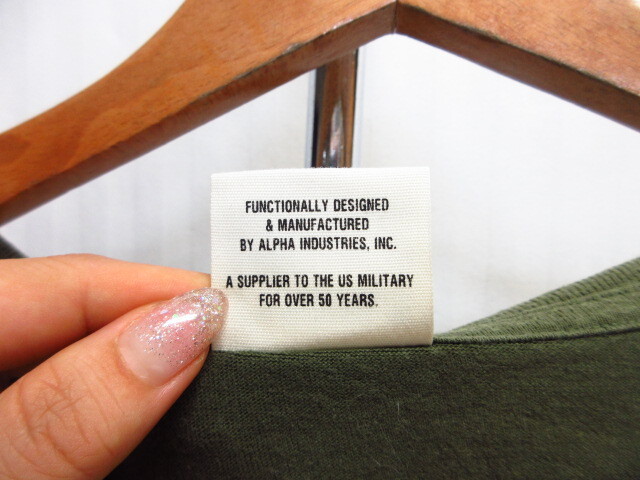 FUNCTIONALLY DESIGNED
& MANUFACTURED
BY ALPHA INDUSTRIES, INC.
A SUPPLIER TO THE US MILITARY
FOR OVER 50 YEARS.